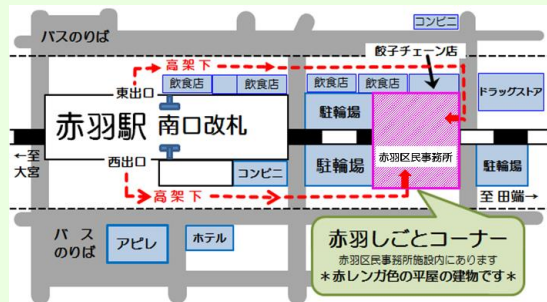 コンビニ
バスのりば
餃子チェーン店
高架下
東出口
飲食店
飲食店
飲食店
飲食店
ドラッグストア
駐輪場
赤羽駅 南口改札
赤羽区民事務所
←至
大宮
西出口
コンビニ
駐輪場
駐輪場
高架下
至田端→
バス
のりば
アピレ
ホテル
赤羽しごとコーナー
赤羽区民事務所施設内にあります
*赤レンガ色の平屋の建物です*